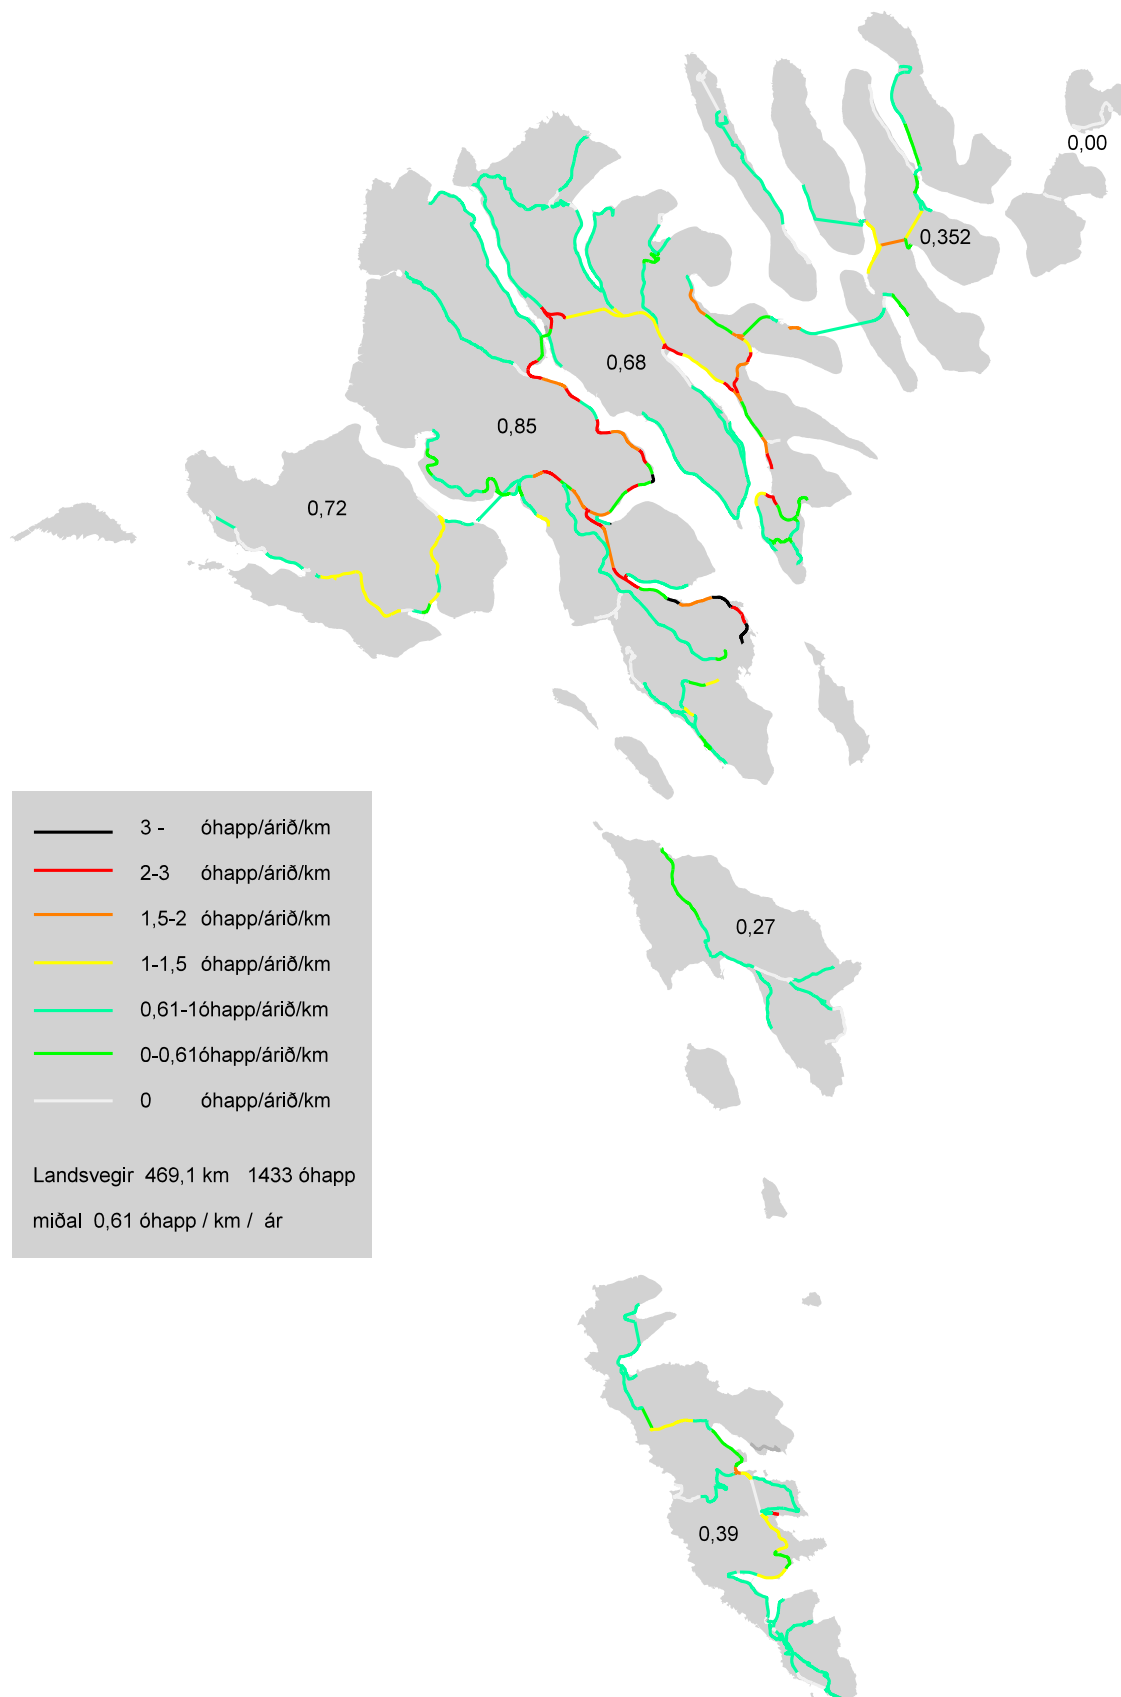 0,00
0,352
0,68
0,85
0,72
3 - óhapp/árið/km
2-3 óhapp/árið/km
1,5-2 óhapp/árið/km
1-1,5 óhapp/árið/km
0,61-1óhapp/árið/km
0-0,61óhapp/árið/km
0 óhapp/árið/km
Landsvegir 469,1 km 1433 óhapp
miðal 0,61 óhapp / km / ár
0,27
0,39